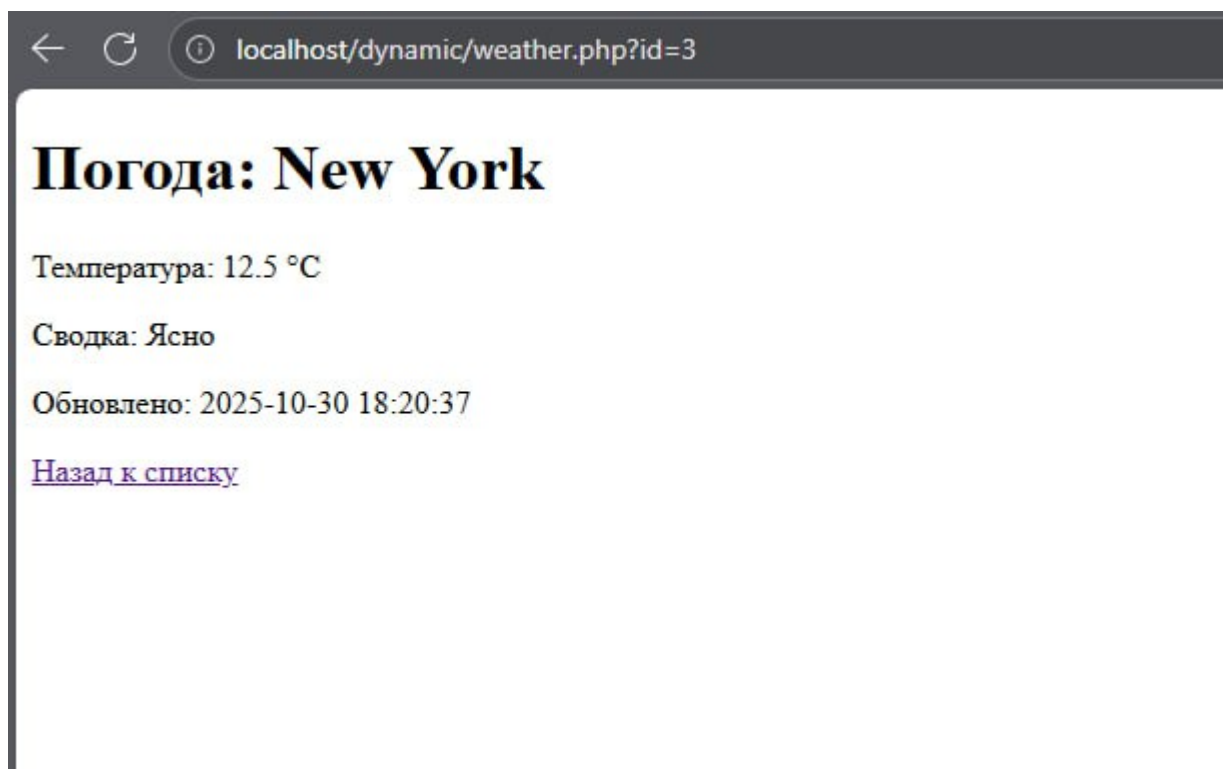 localhost/dynamic/weather.php?id=3
Погода: New York
Температура: 12.5 °C
Сводка: Ясно
Обновлено: 2025-10-30 18:20:37
Назад к списку